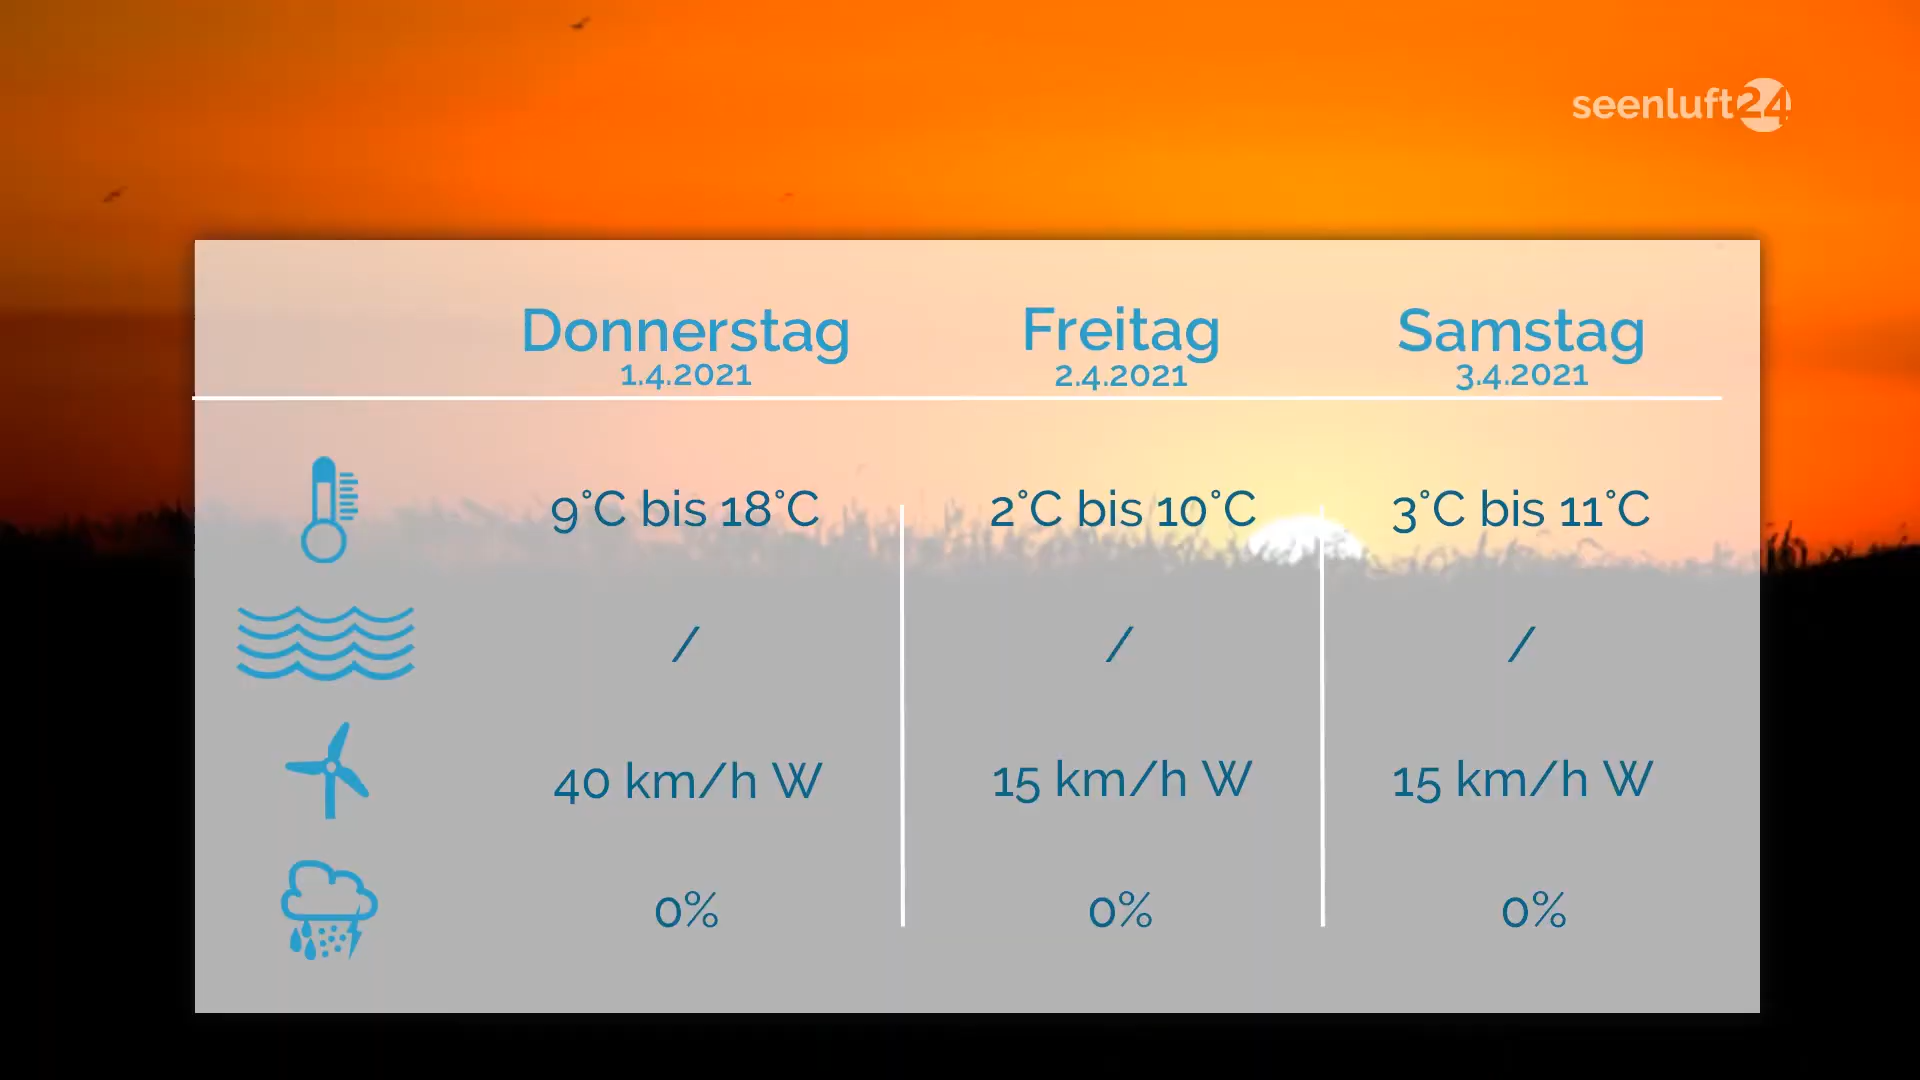 seenluft24
Donnerstag Freitag Samstag
1.4.2021 2.4.2021 3.4.2021
9°C bis 18°C 2°C bis 10°C 3°C bis 11°C
/ / /
40 km/h W 15 km/h W 15 km/h W
0% 0% 0%